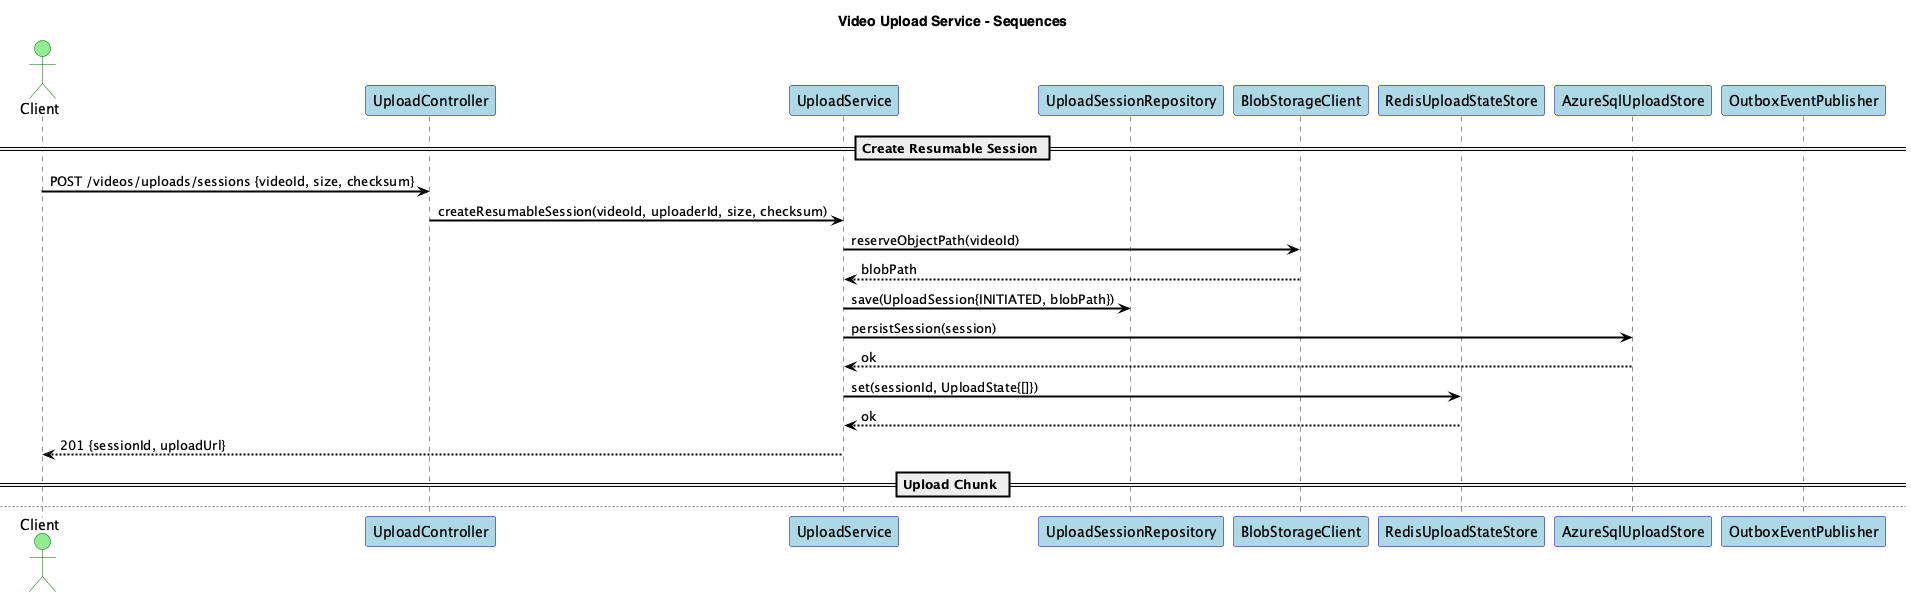 Video Upload Service - Sequences
Client
UploadController
UploadService
UploadSessionRepository
BlobStorageClient
RedisUploadStateStore
AzureSqlUploadStore
OutboxEventPublisher
Create Resumable Session
POST /videos/uploads/sessions {videoId, size, checksum}
createResumableSession(videoId, uploaderId, size, checksum)
reserveObjectPath(videoId)
blobPath
save(UploadSession{INITIATED, blobPath})
persistSession(session)
ok
set(sessionId, UploadState{[]})
ok
201 {sessionId, uploadUrl}
Upload Chunk
Client
UploadController
UploadService
UploadSessionRepository
BlobStorageClient
RedisUploadStateStore
AzureSqlUploadStore
OutboxEventPublisher